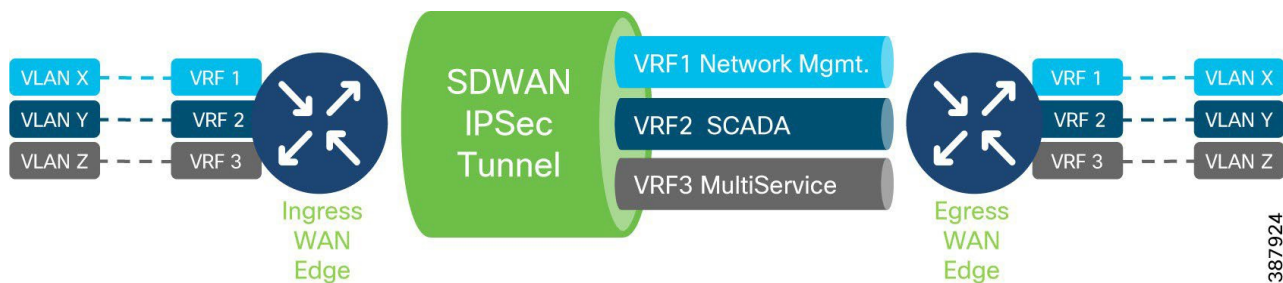 VLAN X
VRF 1
VLAN Y
VRF 2
VLAN Z
VRF 3
Ingress
WAN
Edge
SDWAN
IPSec
Tunnel
VRF1 Network Mgmt.
VRF2 SCADA
VRF3 MultiService
Egress
WAN
Edge
VRF 1
VLAN X
VRF 2
VLAN Y
VRF 3
VLAN Z
387924